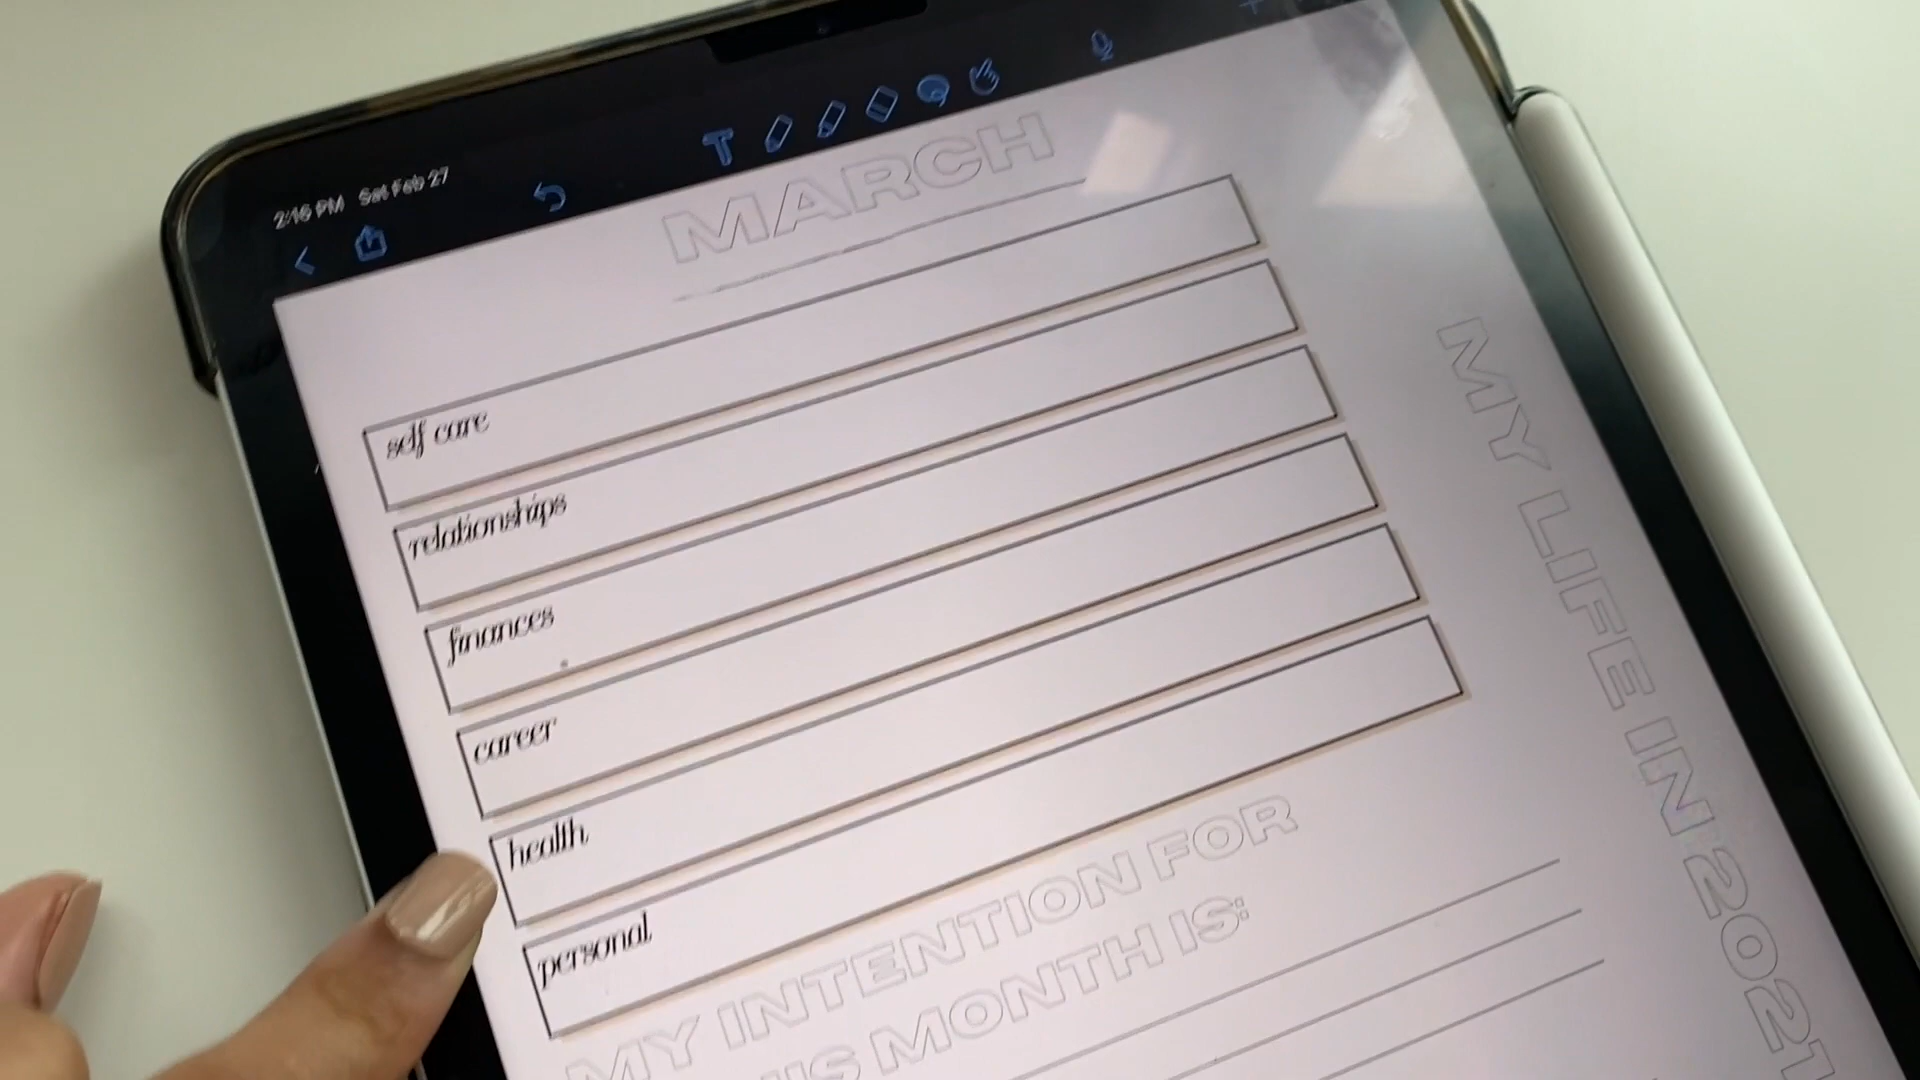 2:16 PM Sat Feb 27
MARCH
self care
relationships
finances
career
health
personal
MY INTENTION FOR
THIS MONTH IS:
MY LIFE IN 2021